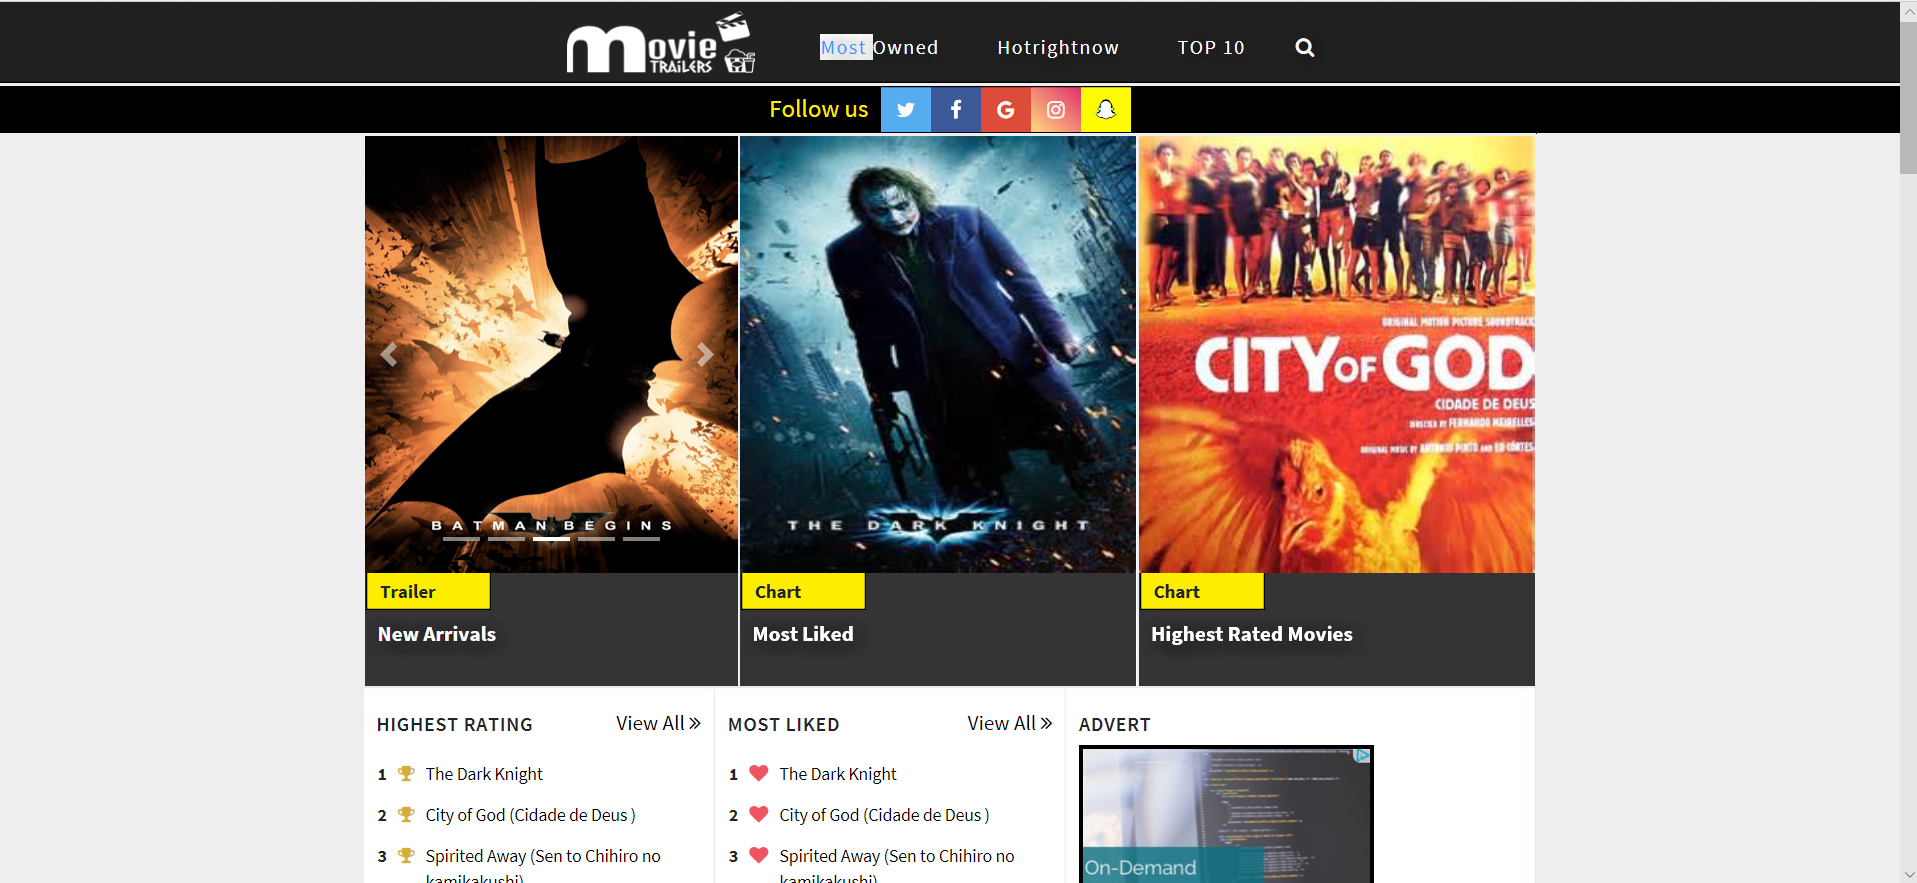 Movie
TRAILERS
Most Owned
Hotrightnow
TOP 10
Follow us
BATMAN BEGINS
THE DARK KNIGHT
ORIGINAL MOTION PICTURE SOUNDTRACK
CITY OF GOD
CIDADE DE DEUS
DIRECTED BY FERNANDO MEIRELLES
ORIGINAL MUSIC BY ANTONIO PINTO AND ED CÔRTES
Trailer
New Arrivals
Chart
Most Liked
Chart
Highest Rated Movies
HIGHEST RATING
View All »
1 The Dark Knight
2 City of God (Cidade de Deus )
3 Spirited Away (Sen to Chihiro no
kamikakushi)
MOST LIKED
View All »
1 The Dark Knight
2 City of God (Cidade de Deus )
3 Spirited Away (Sen to Chihiro no
kamikakushi)
ADVERT
On-Demand